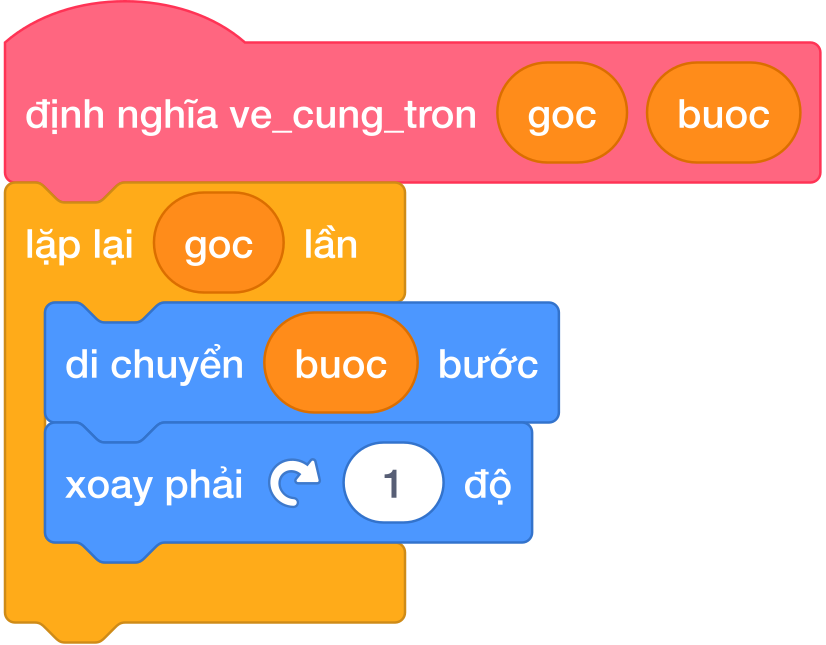 định nghĩa ve_cung_tron goc buoc
lặp lại goc lần
di chuyển buoc bước
xoay phải 1 độ